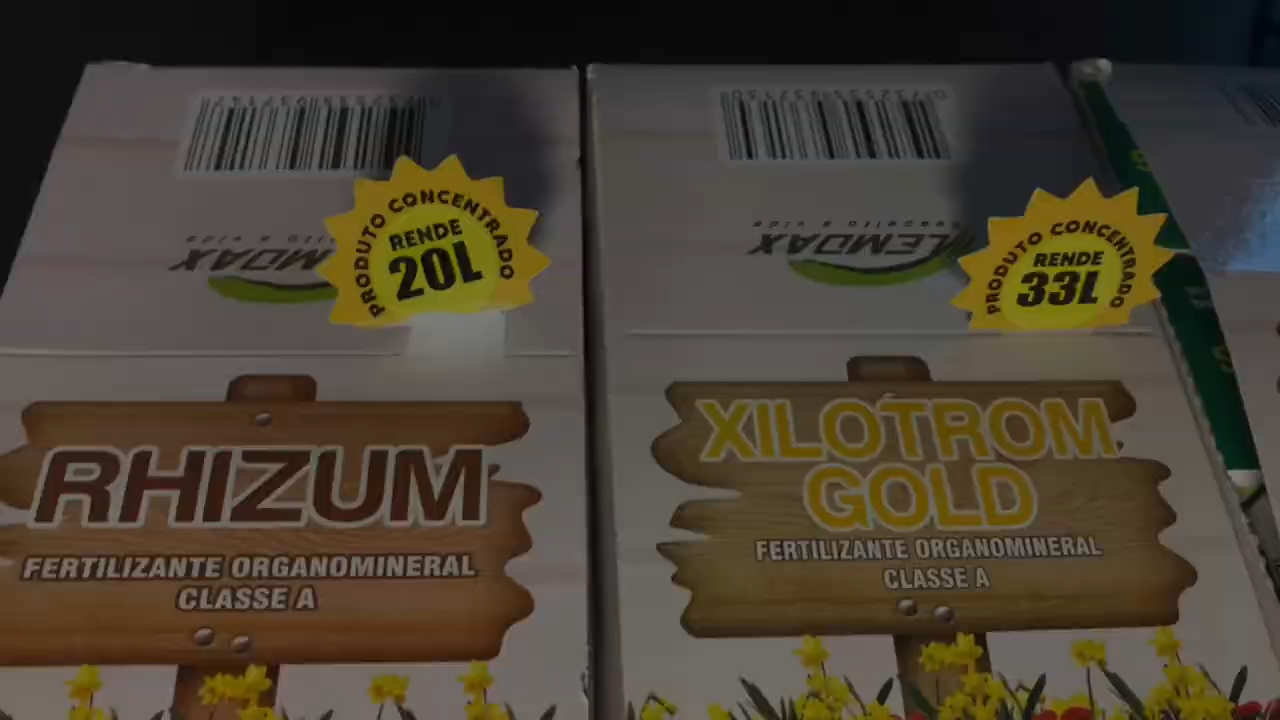 PRODUTO CONCENTRADO
RENDE
20L
RHIZUM
FERTILIZANTE ORGANOMINERAL
CLASSE A
PRODUTO CONCENTRADO
RENDE
33L
XILOTROM
GOLD
FERTILIZANTE ORGANOMINERAL
CLASSE A